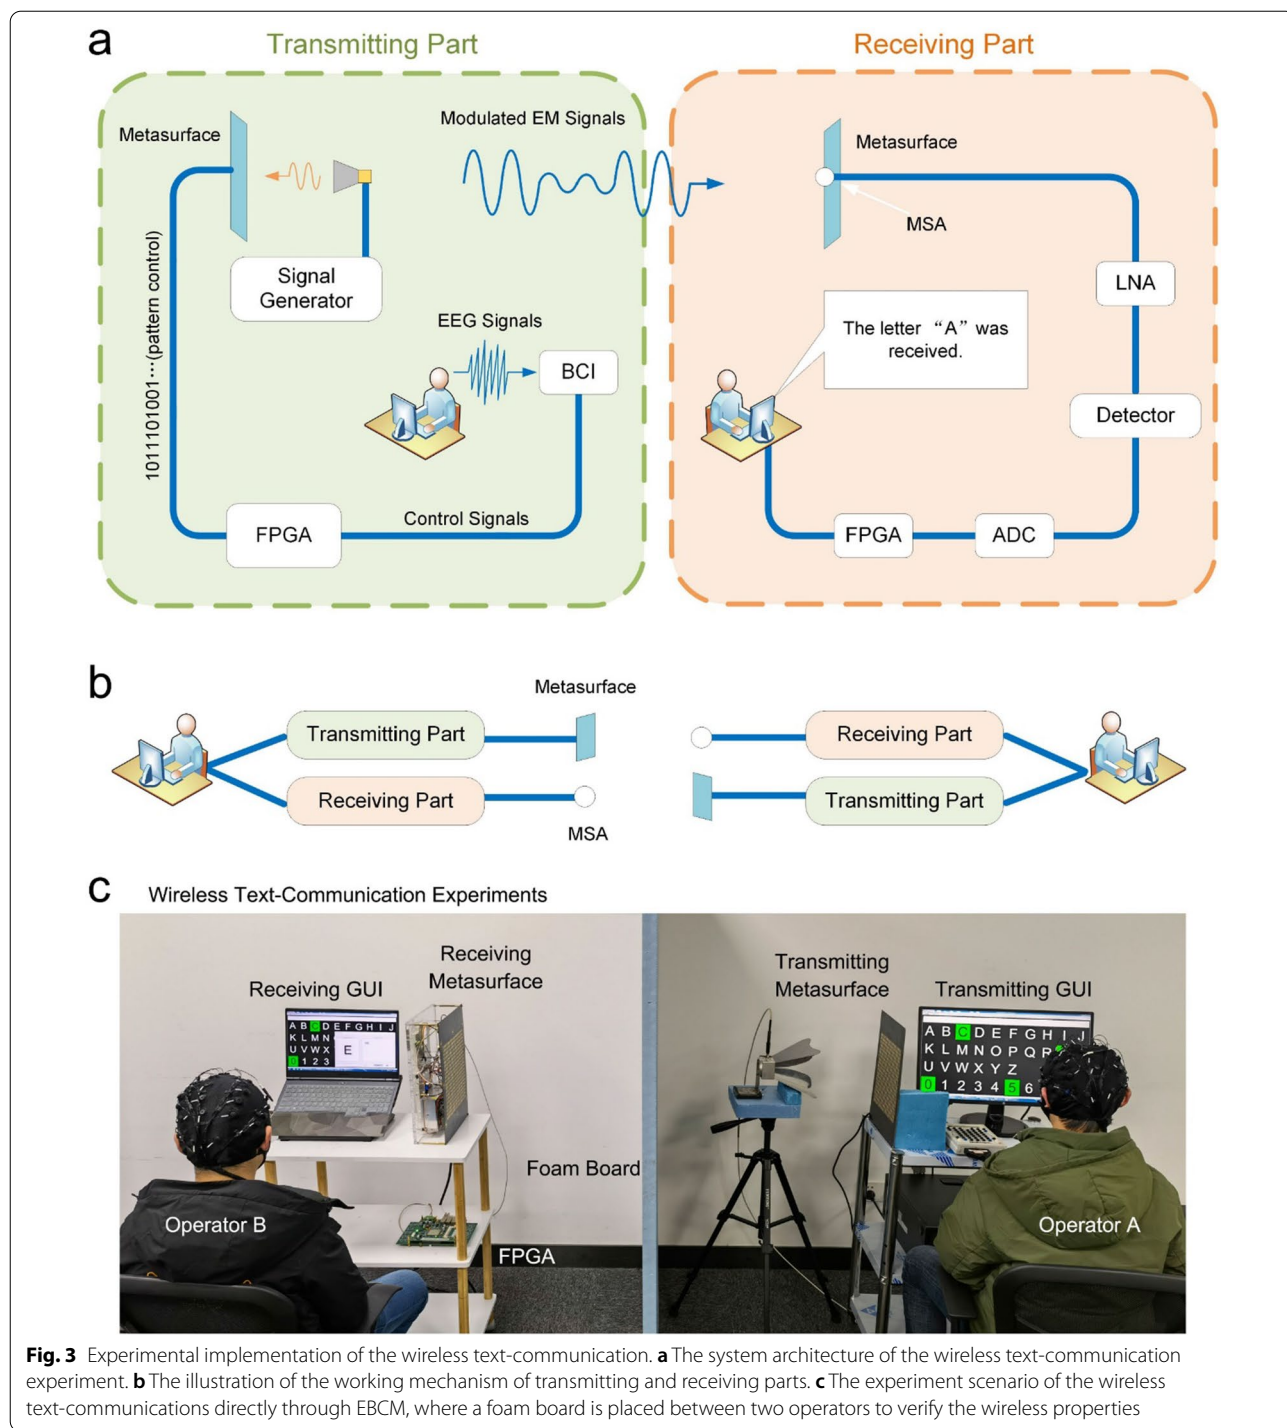 a
Transmitting Part
Receiving Part
Metasurface
Modulated EM Signals
Metasurface
MSA
1011101001···(pattern control)
Signal
Generator
LNA
EEG Signals
BCI
The letter “A” was
received.
Detector
FPGA
Control Signals
FPGA
ADC
b
Metasurface
Transmitting Part
Receiving Part
Receiving Part
Transmitting Part
MSA
c
Wireless Text-Communication Experiments
Receiving
Metasurface
Receiving GUI
Transmitting
Metasurface
Transmitting GUI
A B C D E F G H I J
K L M N
E
U V W X
0 1 2 3
A B C D E F G H I J
K L M N O P Q R
U V W X Y Z
0 1 2 3 4 5 6
Foam Board
Operator B
Operator A
FPGA
Fig. 3 Experimental implementation of the wireless text-communication. a The system architecture of the wireless text-communication
experiment. b The illustration of the working mechanism of transmitting and receiving parts. c The experiment scenario of the wireless
text-communications directly through EBCM, where a foam board is placed between two operators to verify the wireless properties